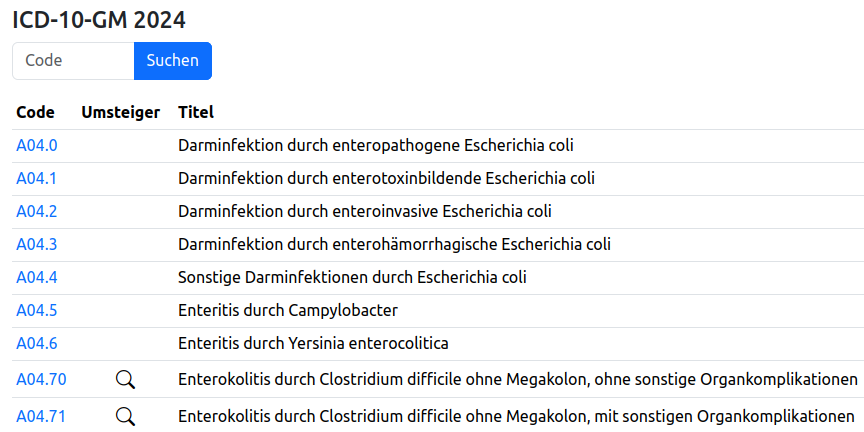 ICD-10-GM 2024
Code Suchen
Code Umsteiger Titel
A04.0 Darminfektion durch enteropathogene Escherichia coli
A04.1 Darminfektion durch enterotoxinbildende Escherichia coli
A04.2 Darminfektion durch enteroinvasive Escherichia coli
A04.3 Darminfektion durch enterohämorrhagische Escherichia coli
A04.4 Sonstige Darminfektionen durch Escherichia coli
A04.5 Enteritis durch Campylobacter
A04.6 Enteritis durch Yersinia enterocolitica
A04.70 Enterokolitis durch Clostridium difficile ohne Megakolon, ohne sonstige Organkomplikationen
A04.71 Enterokolitis durch Clostridium difficile ohne Megakolon, mit sonstigen Organkomplikationen